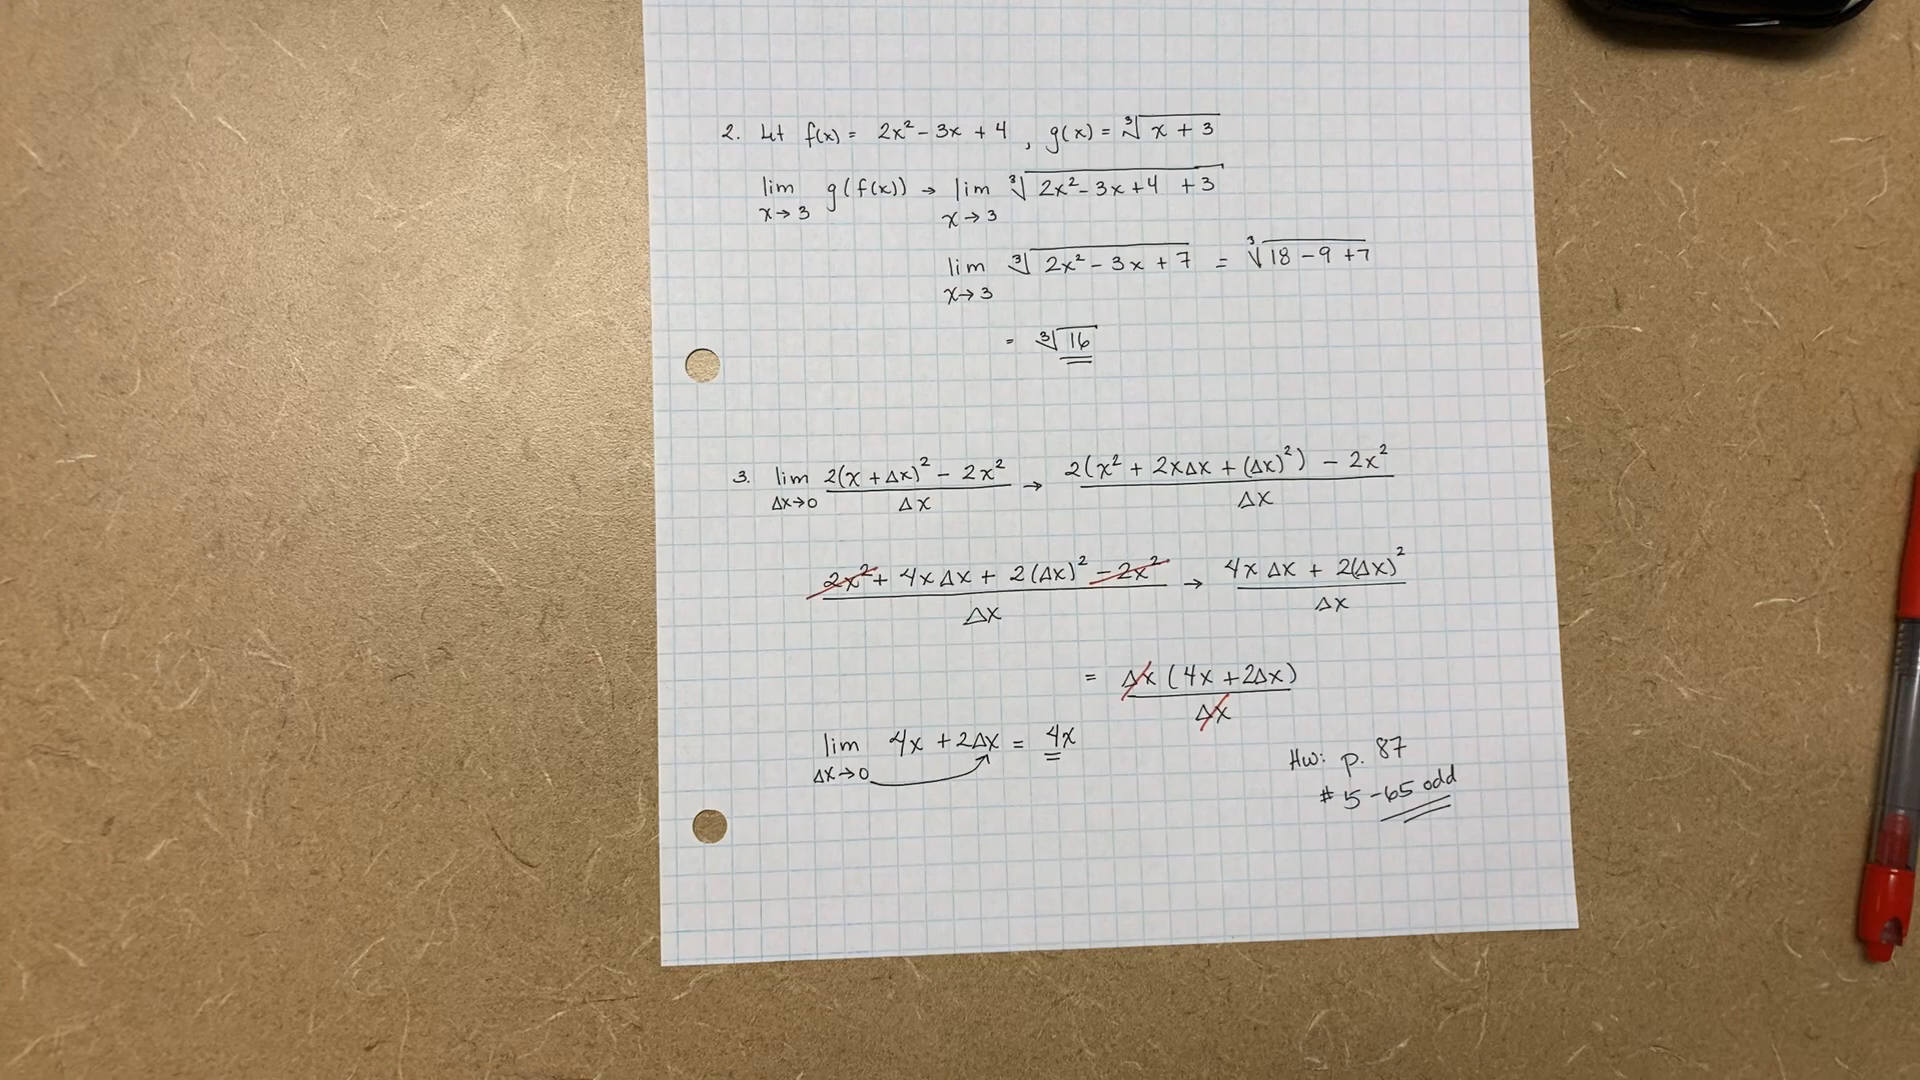 2. Let f(x) = 2x² - 3x + 4 , g(x) = ∛(x + 3)
lim x→3 g(f(x)) → lim x→3 ∛(2x² - 3x + 4 + 3)
lim x→3 ∛(2x² - 3x + 7) = ∛(18 - 9 + 7)
= ∛16
3. lim Δx→0 (2(x + Δx)² - 2x²)/Δx → (2(x² + 2xΔx + (Δx)²) - 2x²)/Δx
(2x² + 4xΔx + 2(Δx)² - 2x²)/Δx → (4xΔx + 2(Δx)²)/Δx
= Δx(4x + 2Δx)/Δx
lim Δx→0 4x + 2Δx = 4x
HW: p. 87
# 5 - 65 odd